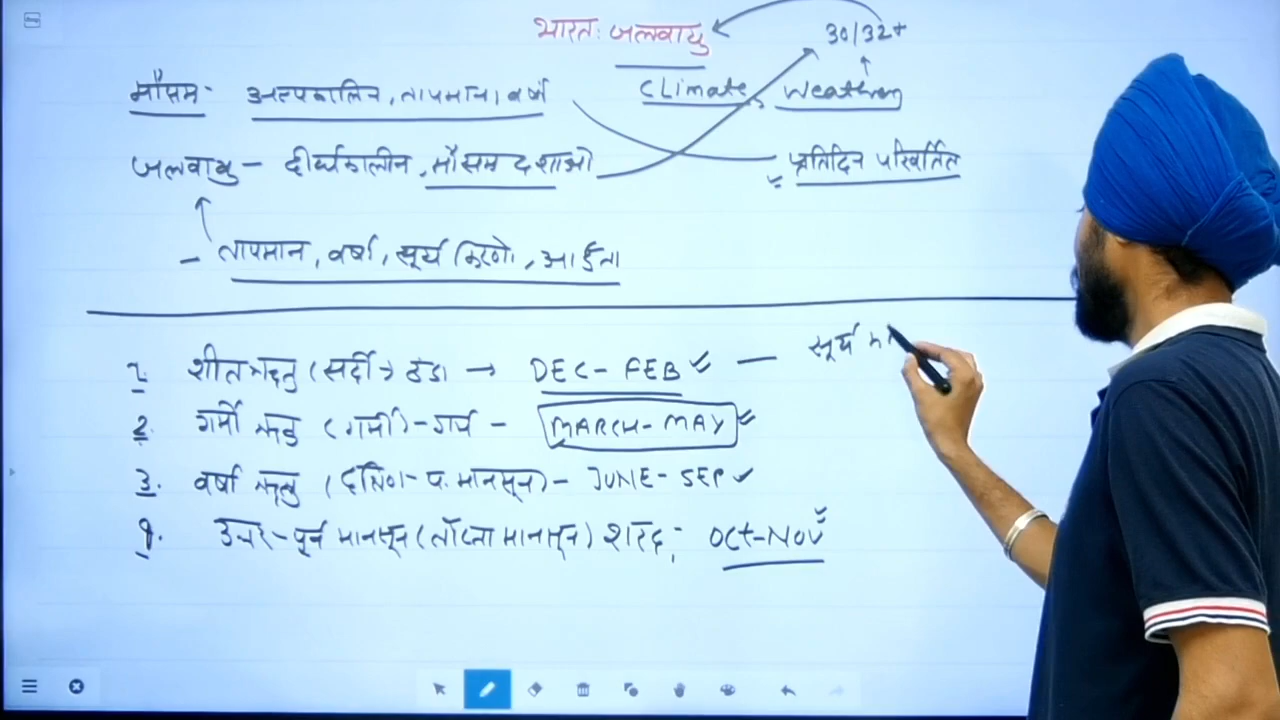 भारत: जलवायु
30/32+
मौसम- अल्पकालिन, तापमान, वर्षा
Climate, Weather
जलवायु - दीर्घकालीन, मौसम दशाओ
प्रतिदिन परिवर्तित
- तापमान, वर्षा, सूर्य किरणे, आर्द्रता
1. शीत ऋतु (सर्दी) ठंडा → DEC - FEB — सूर्य
2. गर्मी ऋतु (गर्मी) - गर्म - MARCH - MAY
3. वर्षा ऋतु (दक्षिण - प. मानसून) - JUNE - SEP
4. उत्तर - पूर्व मानसून (लौटता मानसून) शरद; OCT-NOV